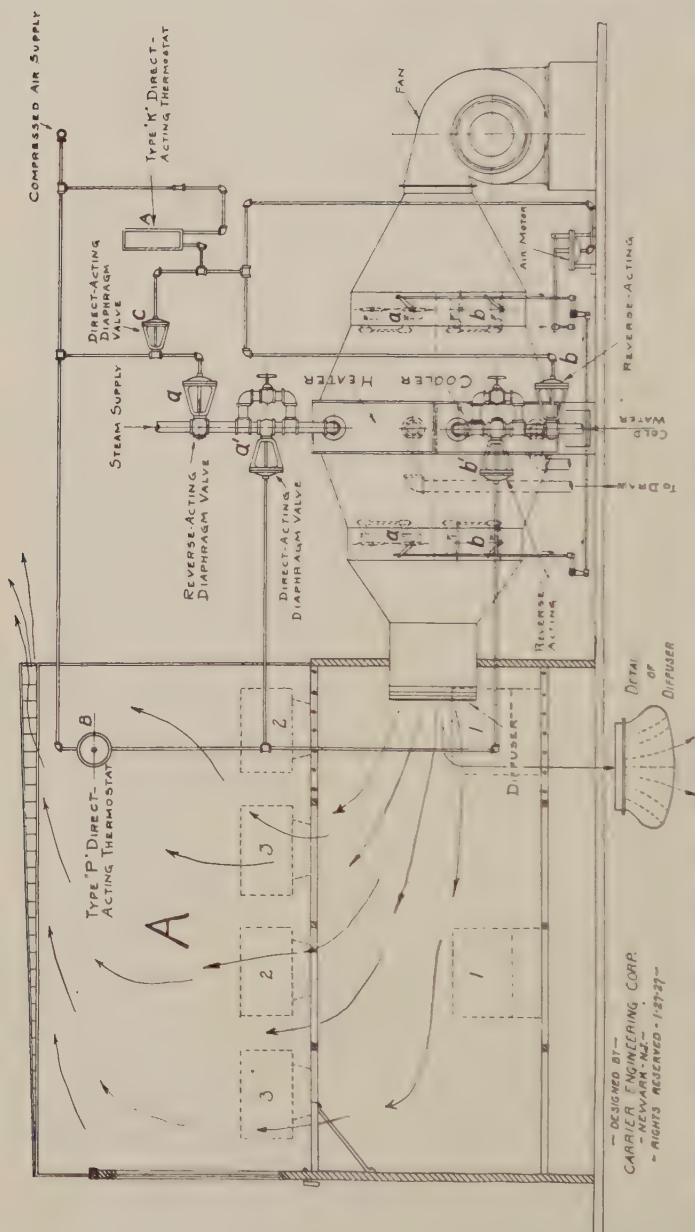 COMPRESSED AIR SUPPLY
TYPE "K" DIRECT-
ACTING THERMOSTAT
A
DIRECT-ACTING
DIAPHRAGM
VALVE
C
FAN
STEAM SUPPLY
a
REVERSE-ACTING
DIAPHRAGM VALVE
a'
DIRECT-ACTING
DIAPHRAGM VALVE
HEATER
COOLER
a
b
AIR MOTOR
b
REVERSE-ACTING
COLD
WATER
b'
TO DRAIN
a
b
REVERSE
ACTING
B
TYPE "P" DIRECT-
ACTING THERMOSTAT
A
2
3
2
3
1
1
DIFFUSER
DETAIL
OF
DIFFUSER
— DESIGNED BY —
CARRIER ENGINEERING CORP.
- NEWARK - N.J. -
- RIGHTS RESERVED - 1-27-27 -